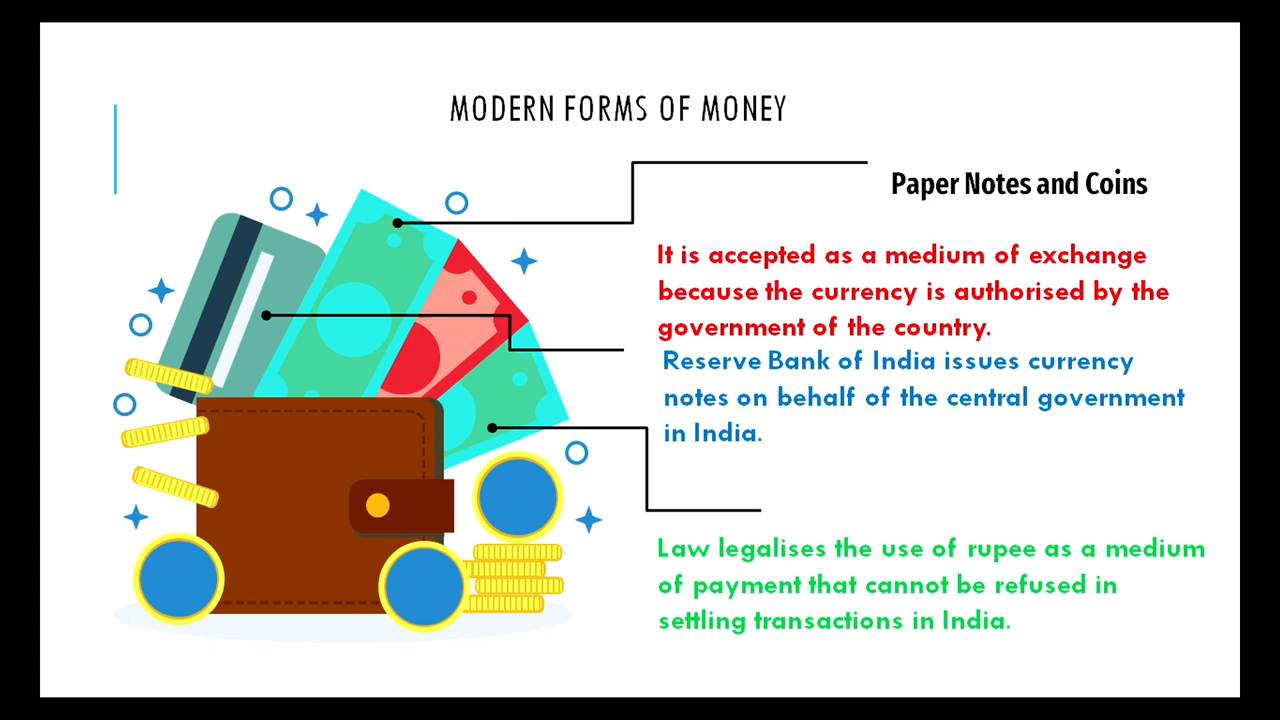 MODERN FORMS OF MONEY
Paper Notes and Coins
It is accepted as a medium of exchange
because the currency is authorised by the
government of the country.
Reserve Bank of India issues currency
notes on behalf of the central government
in India.
Law legalises the use of rupee as a medium
of payment that cannot be refused in
settling transactions in India.